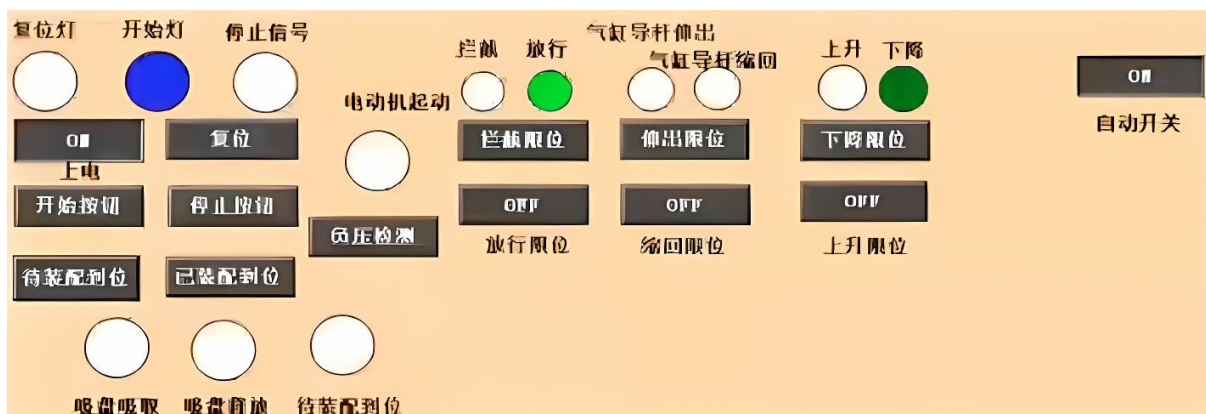 复位灯 开始灯 停止信号
气缸导杆伸出
拦截 放行 气缸导杆缩回 上升 下降
ON
电动机起动
自动开关
ON 复位 拦截限位 伸出限位 下降限位
上电
开始按钮 停止按钮 OFF OFF OFF
负压检测 放行限位 缩回限位 上升限位
待装配到位 已装配到位
吸盘吸取 吸盘 待装配到位